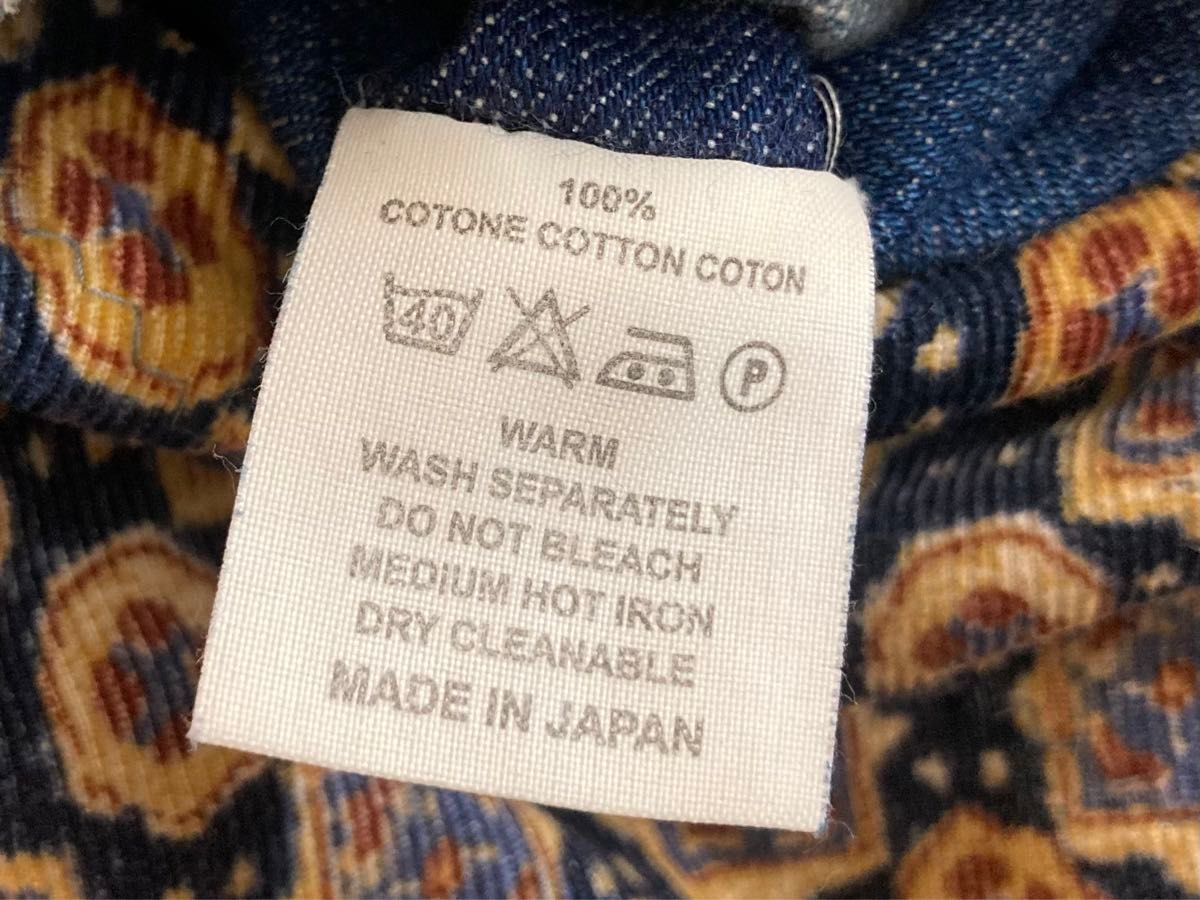 100%
COTONE COTTON COTON
40 P
WARM
WASH SEPARATELY
DO NOT BLEACH
MEDIUM HOT IRON
DRY CLEANABLE
MADE IN JAPAN